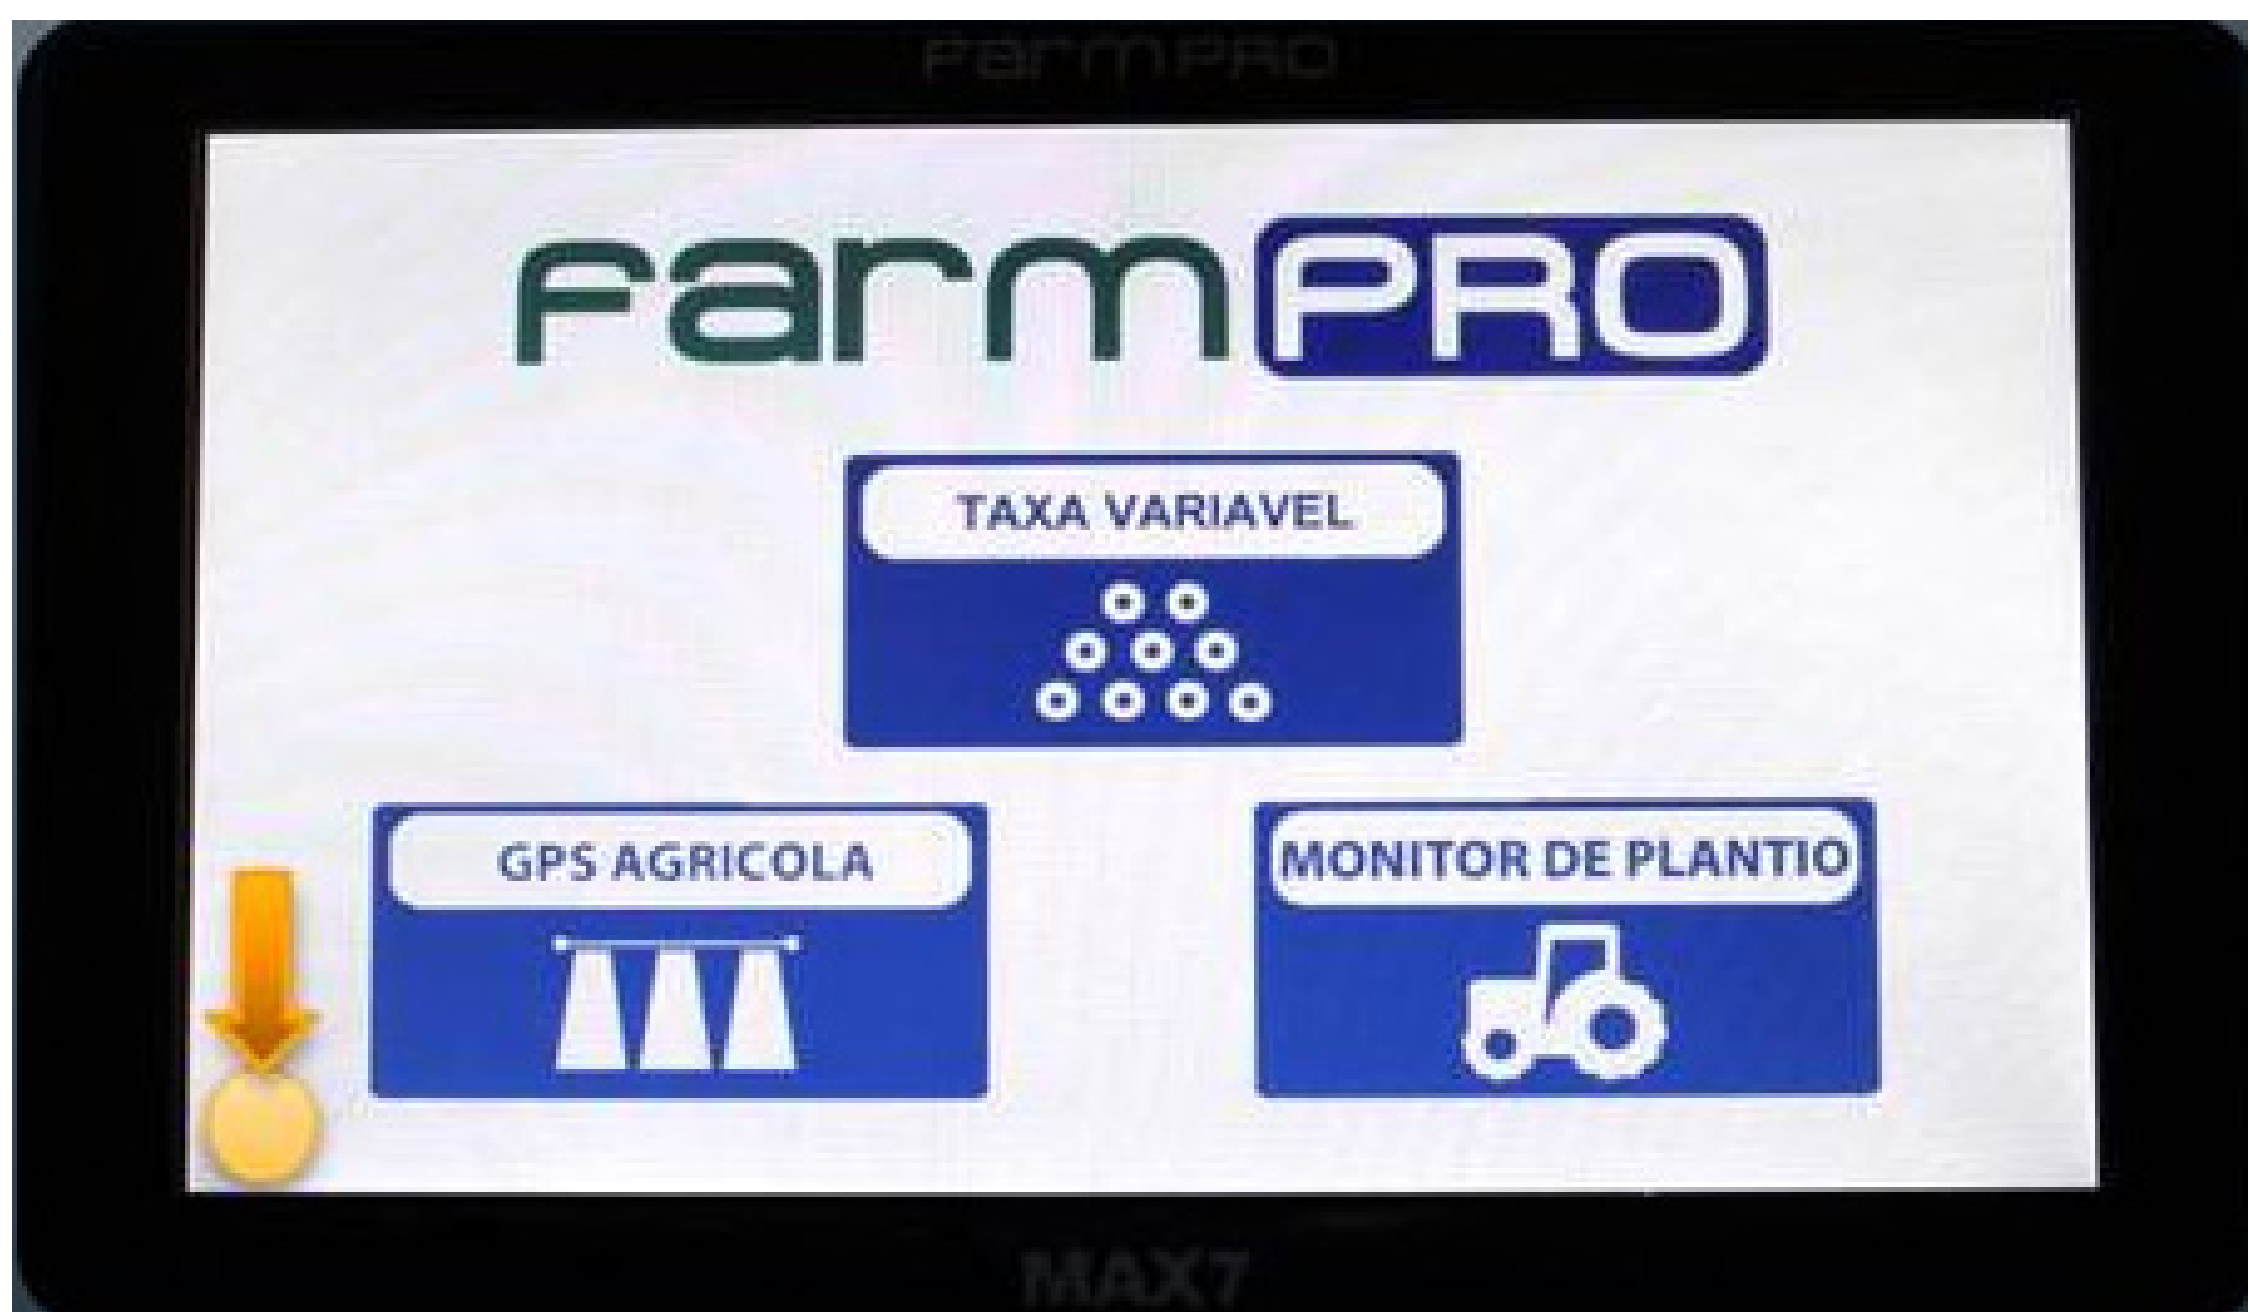 FarmPRO
FarmPRO
TAXA VARIAVEL
GPS AGRICOLA
MONITOR DE PLANTIO
MAX7